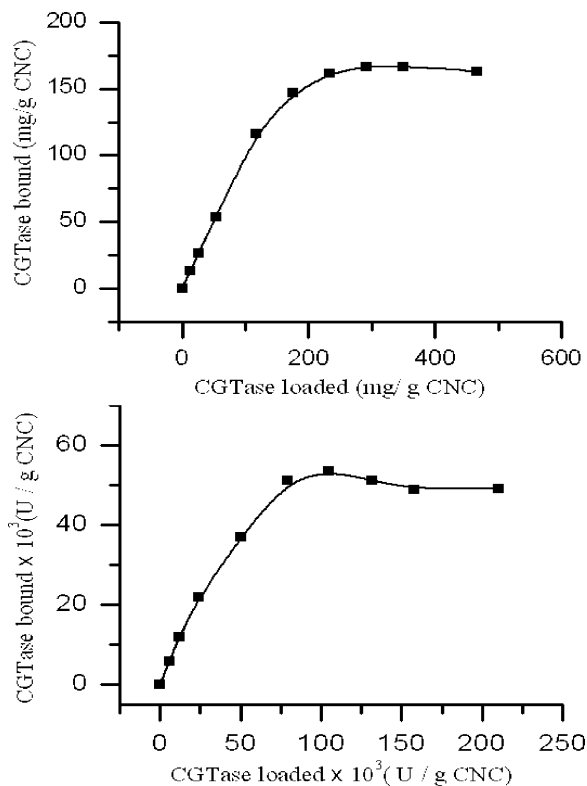 200
150
100
50
0
CGTase bound (mg/g CNC)
0 200 400 600
CGTase loaded (mg/ g CNC)
60
40
20
0
CGTase bound x 10³(U / g CNC)
0 50 100 150 200 250
CGTase loaded x 10³( U / g CNC)